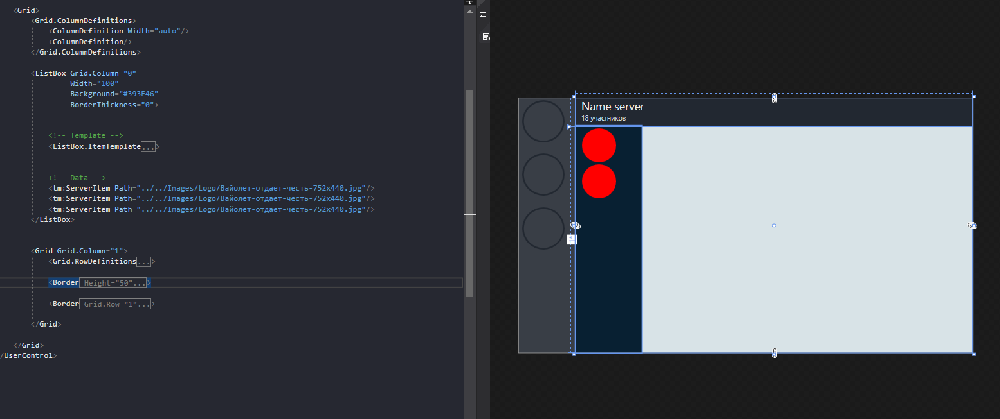 <Grid>
<Grid.ColumnDefinitions>
<ColumnDefinition Width="auto"/>
<ColumnDefinition/>
</Grid.ColumnDefinitions>
<ListBox Grid.Column="0"
Width="100"
Background="#393E46"
BorderThickness="0">
<!-- Template -->
<ListBox.ItemTemplate...>
<!-- Data -->
<tm:ServerItem Path="../../Images/Logo/Вайолет-отдает-честь-752x440.jpg"/>
<tm:ServerItem Path="../../Images/Logo/Вайолет-отдает-честь-752x440.jpg"/>
<tm:ServerItem Path="../../Images/Logo/Вайолет-отдает-честь-752x440.jpg"/>
</ListBox>
<Grid Grid.Column="1">
<Grid.RowDefinitions...>
<Border Height="50"...>
<Border Grid.Row="1"...>
</Grid>
</Grid>
/UserControl>
Name server
18 участников
1*